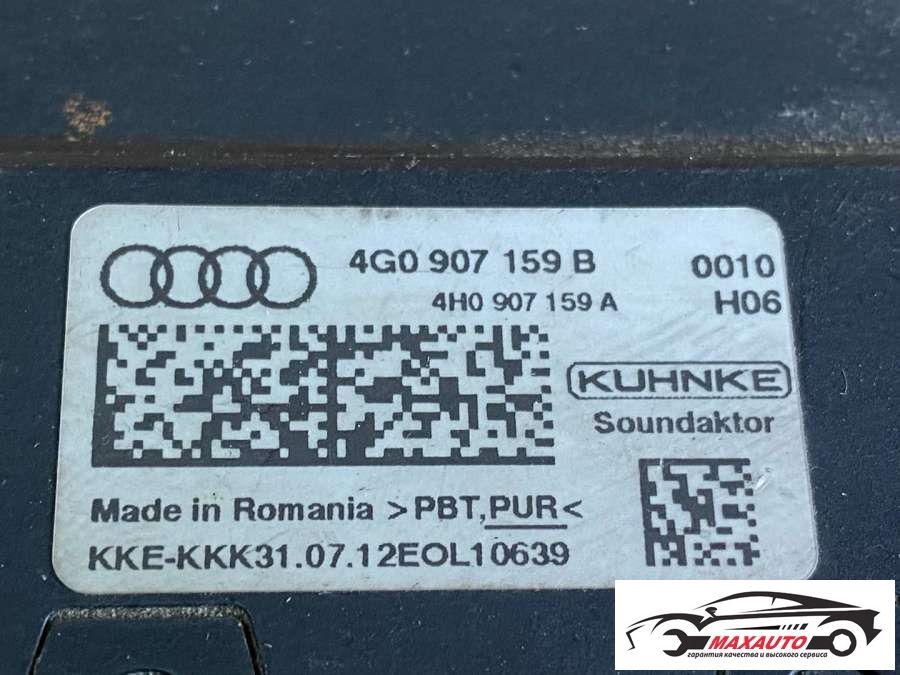 4G0 907 159 B 0010
4H0 907 159 A H06
KUHNKE
Soundaktor
Made in Romania >PBT,PUR<
KKE-KKK31.07.12EOL10639
MAXAUTO
гарантия качества и высокого сервиса